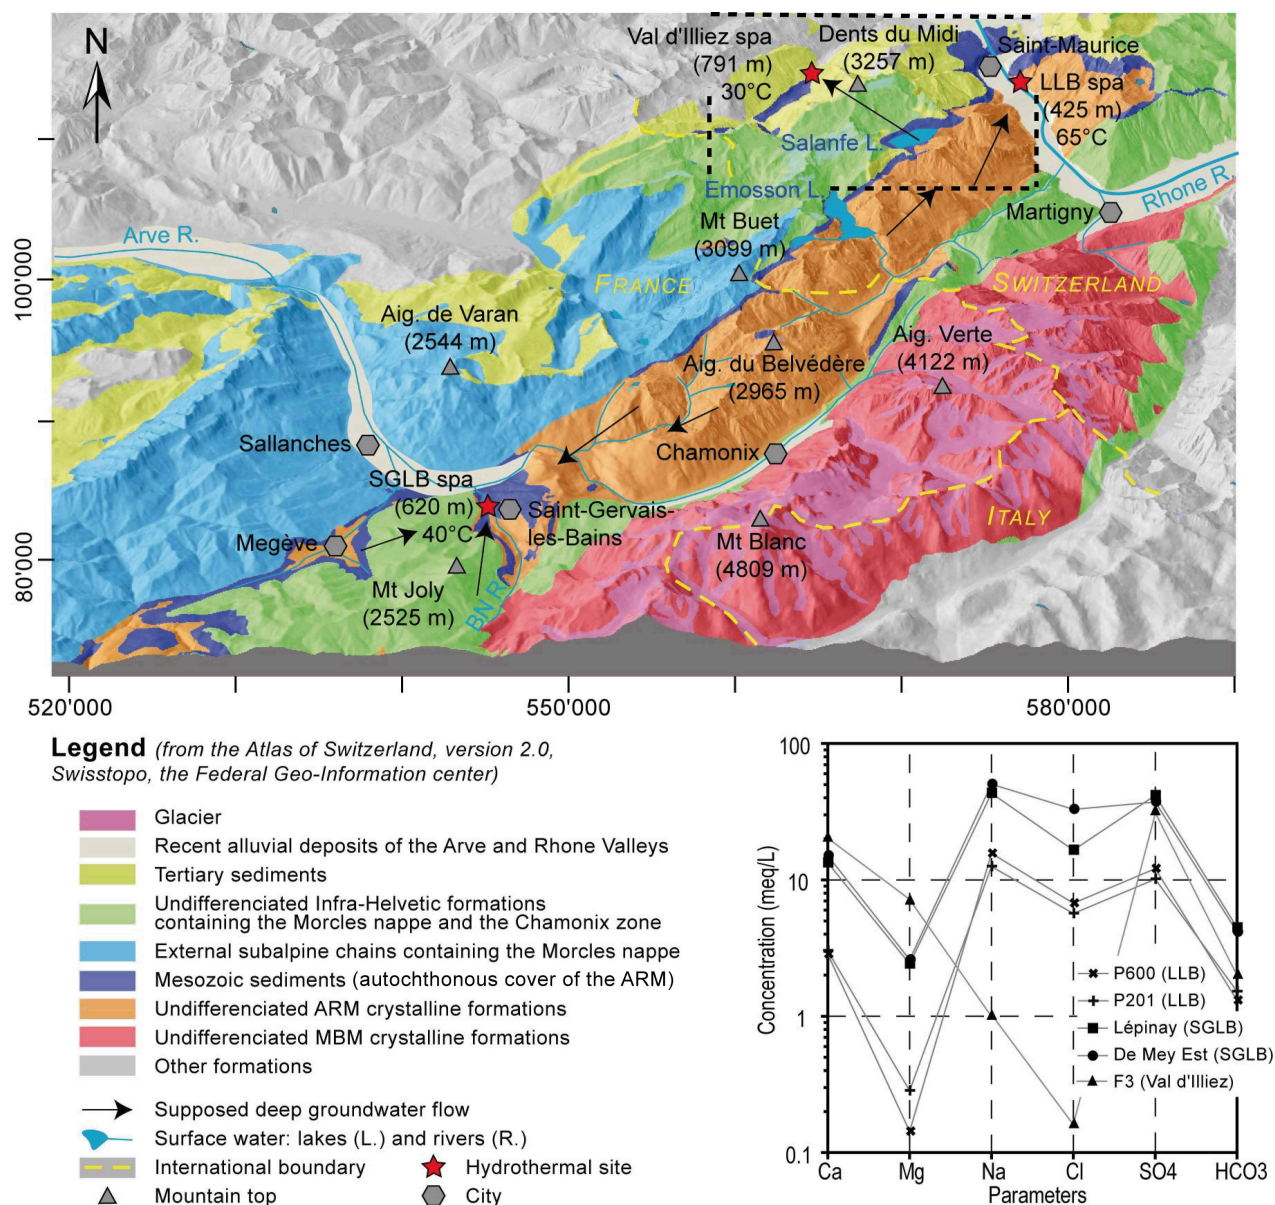 N
Val d'Illiez spa
(791 m)
30°C
Dents du Midi
(3257 m)
Saint-Maurice
LLB spa
(425 m)
65°C
Salanfe L.
Emosson L.
Rhone R.
Martigny
Mt Buet
(3099 m)
Arve R.
FRANCE
SWITZERLAND
Aig. de Varan
(2544 m)
Aig. Verte
(4122 m)
Aig. du Belvédère
(2965 m)
Sallanches
Chamonix
SGLB spa
(620 m)
40°C
Saint-Gervais-
les-Bains
ITALY
Megève
Mt Blanc
(4809 m)
Mt Joly
(2525 m)
BN R.
100'000
80'000
520'000
550'000
580'000
Legend (from the Atlas of Switzerland, version 2.0,
Swisstopo, the Federal Geo-Information center)
Glacier
Recent alluvial deposits of the Arve and Rhone Valleys
Tertiary sediments
Undifferenciated Infra-Helvetic formations
containing the Morcles nappe and the Chamonix zone
External subalpine chains containing the Morcles nappe
Mesozoic sediments (autochthonous cover of the ARM)
Undifferenciated ARM crystalline formations
Undifferenciated MBM crystalline formations
Other formations
Supposed deep groundwater flow
Surface water: lakes (L.) and rivers (R.)
International boundary
Hydrothermal site
Mountain top
City
Concentration (meq/L)
100
10
1
0.1
P600 (LLB)
P201 (LLB)
Lépinay (SGLB)
De Mey Est (SGLB)
F3 (Val d'Illiez)
Ca
Mg
Na
Cl
SO4
HCO3
Parameters